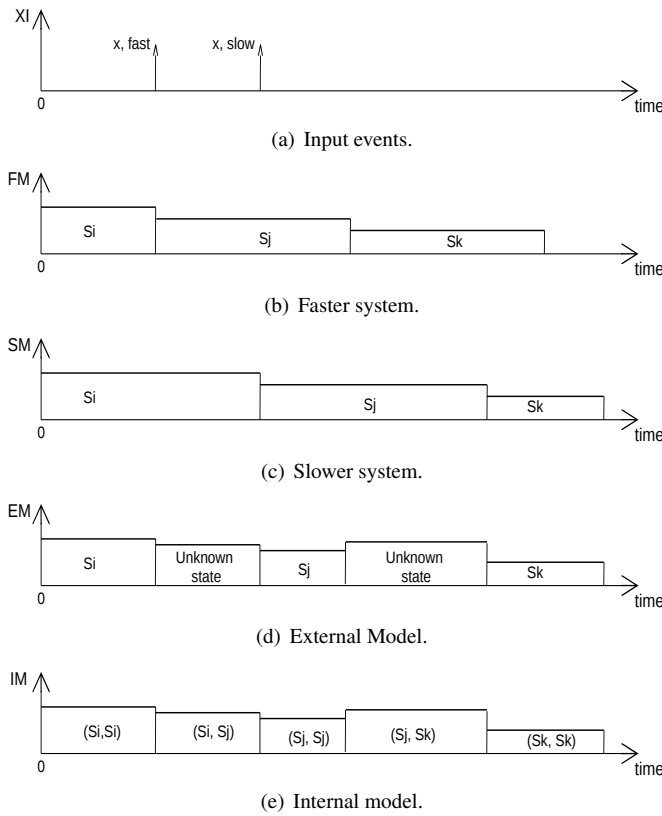 XI
x, fast x, slow
0
time
(a) Input events.
FM
Si Sj Sk
0
time
(b) Faster system.
SM
Si Sj Sk
0
time
(c) Slower system.
EM
Si Unknown state Sj Unknown state Sk
0
time
(d) External Model.
IM
(Si,Si) (Si, Sj) (Sj, Sj) (Sj, Sk) (Sk, Sk)
0
time
(e) Internal model.